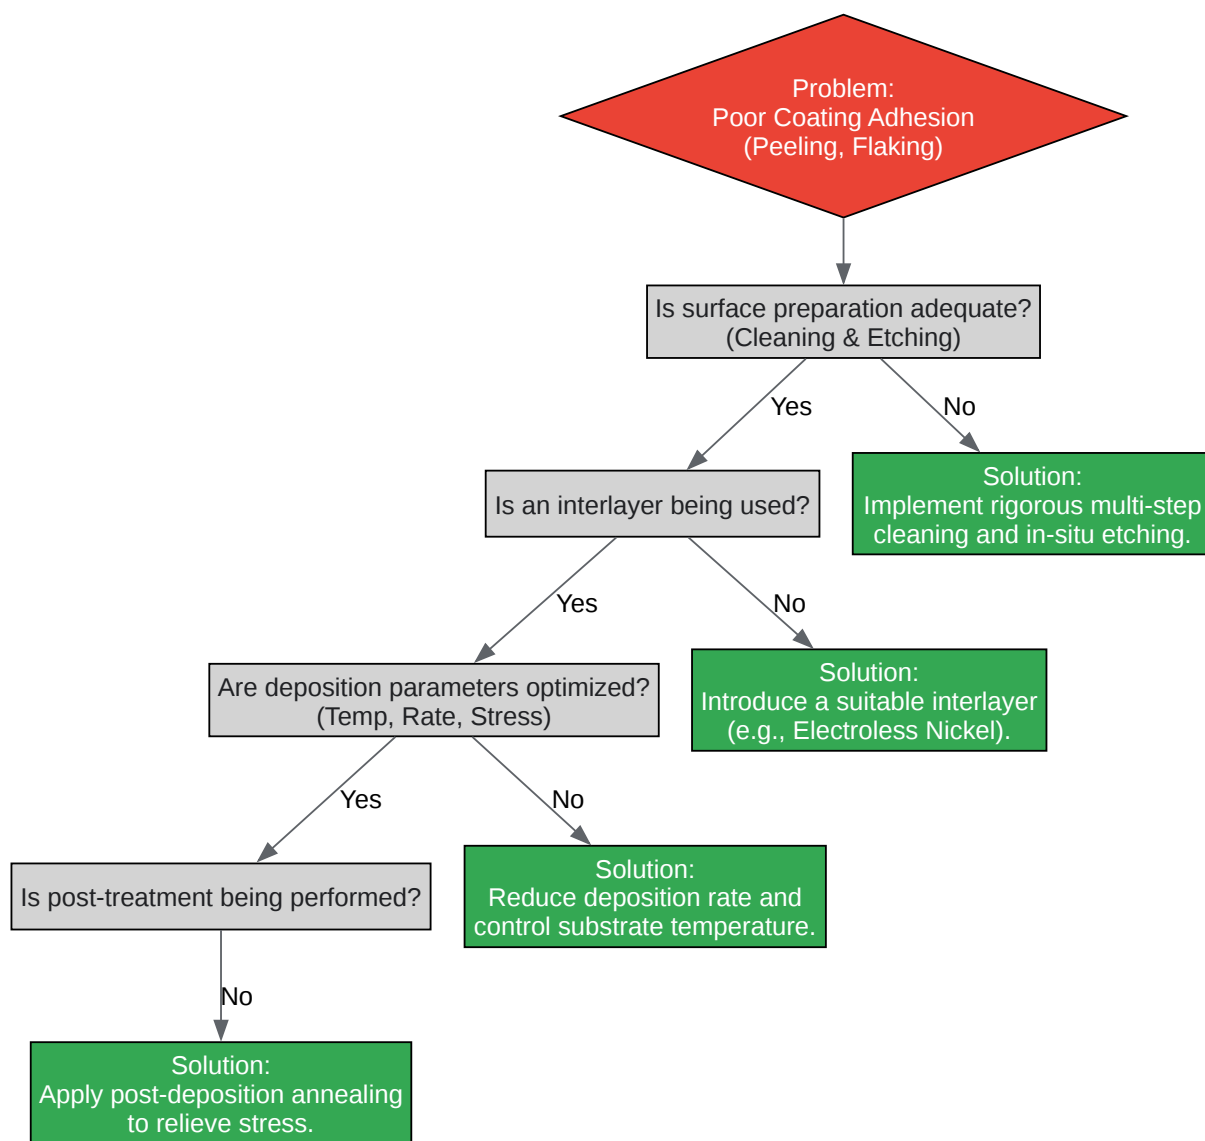 Problem:
Poor Coating Adhesion
(Peeling, Flaking)
Is surface preparation adequate?
(Cleaning & Etching)
Yes
No
Is an interlayer being used?
Solution:
Implement rigorous multi-step
cleaning and in-situ etching.
Yes
No
Are deposition parameters optimized?
(Temp, Rate, Stress)
Solution:
Introduce a suitable interlayer
(e.g., Electroless Nickel).
Yes
No
Is post-treatment being performed?
Solution:
Reduce deposition rate and
control substrate temperature.
No
Solution:
Apply post-deposition annealing
to relieve stress.